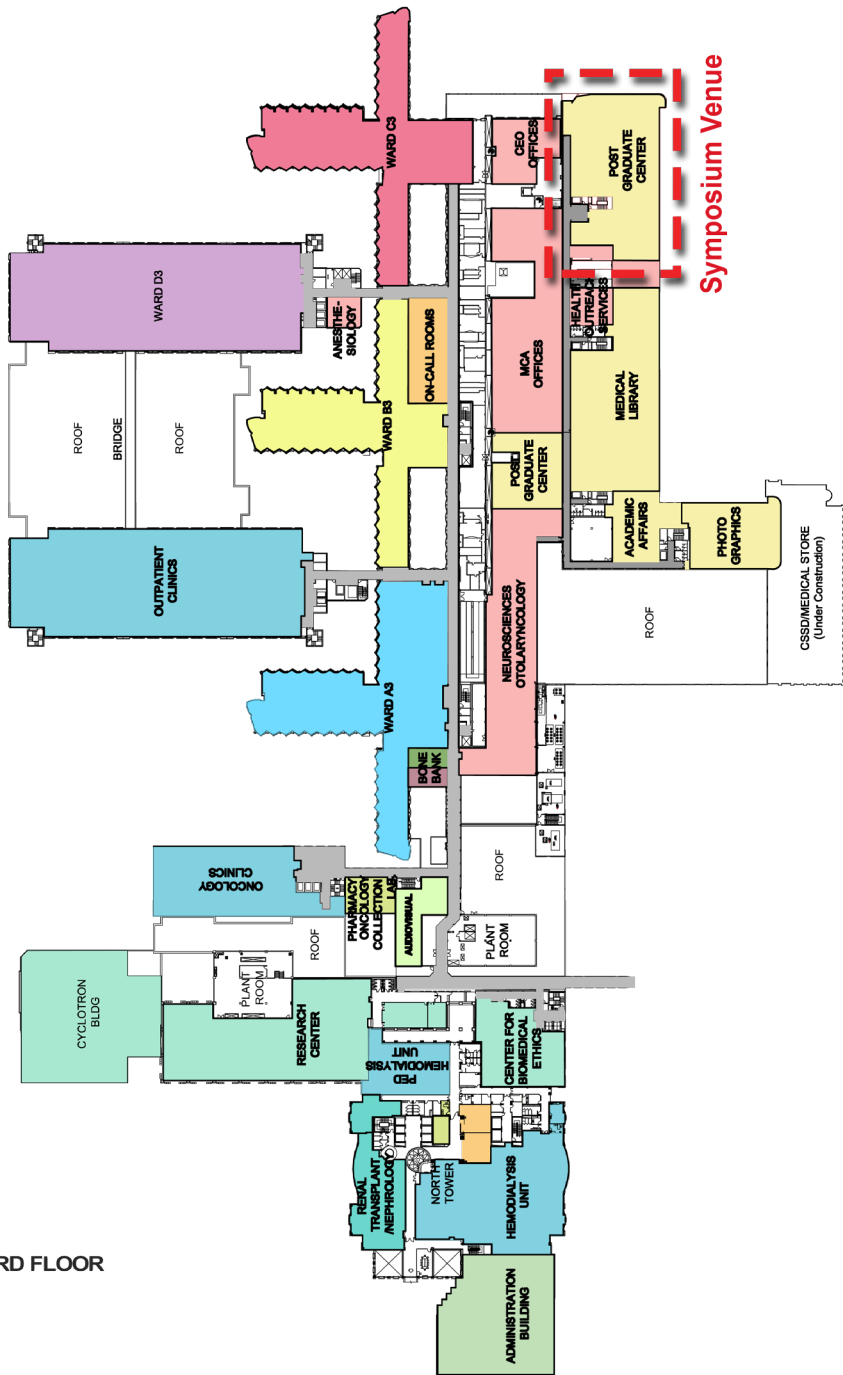 WARD C3
CEO
OFFICES
POST
GRADUATE
CENTER
Symposium Venue
WARD D3
ANESTHE-
SIOLOGY
ON-CALL ROOMS
MCA
OFFICES
HEALTH
OUTREACH
SERVICES
ROOF
BRIDGE
ROOF
WARD B3
POST
GRADUATE
CENTER
MEDICAL
LIBRARY
OUTPATIENT
CLINICS
ACADEMIC
AFFAIRS
PHOTO
GRAPHICS
CSSD/MEDICAL STORE
(Under Construction)
NEUROSCIENCES
OTOLARYNCOLOGY
ROOF
WARD A3
BONE
BANK
ONCOLOGY
CLINICS
PHARMACY
ONCOLOGY
COLLECTION
LAB
AUDIOVISUAL
ROOF
ROOF
PLANT
ROOM
CYCLOTRON
BLDG
PLANT
ROOM
RESEARCH
CENTER
PED
HEMODIALYSIS
UNIT
CENTER FOR
BIOMEDICAL
ETHICS
RENAL
TRANSPLANT
/NEPHROLOGY
NORTH
TOWER
HEMODIALYSIS
UNIT
ADMINISTRATION
BUILDING
RD FLOOR